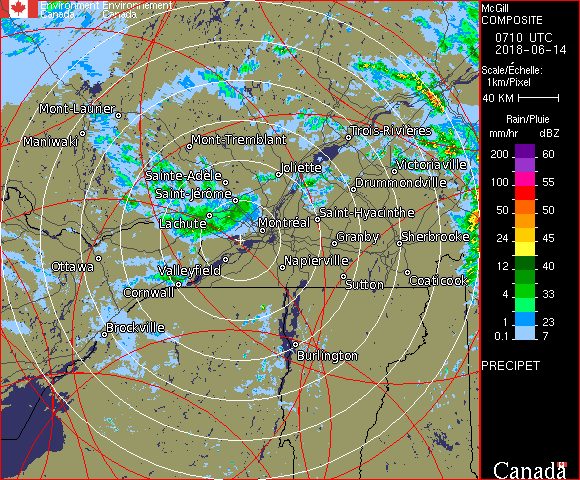 Environment Environnement
Canada Canada
McGill
COMPOSITE
0710 UTC
2018-06-14
Scale/Échelle:
1km/Pixel
40 KM
Rain/Pluie
mm/hr dBZ
200 60
100 55
50 50
24 45
12 40
4 33
1 23
0.1 7
PRECIPET
Canada
Mont-Laurier
Maniwaki
Mont-Tremblant
Trois-Rivières
Joliette
Victoriaville
Sainte-Adèle
Drummondville
Saint-Jérôme
Saint-Hyacinthe
Lachute
Montréal
Granby
Sherbrooke
Ottawa
Valleyfield
Napierville
Cornwall
Sutton
Coaticook
Brockville
Burlington